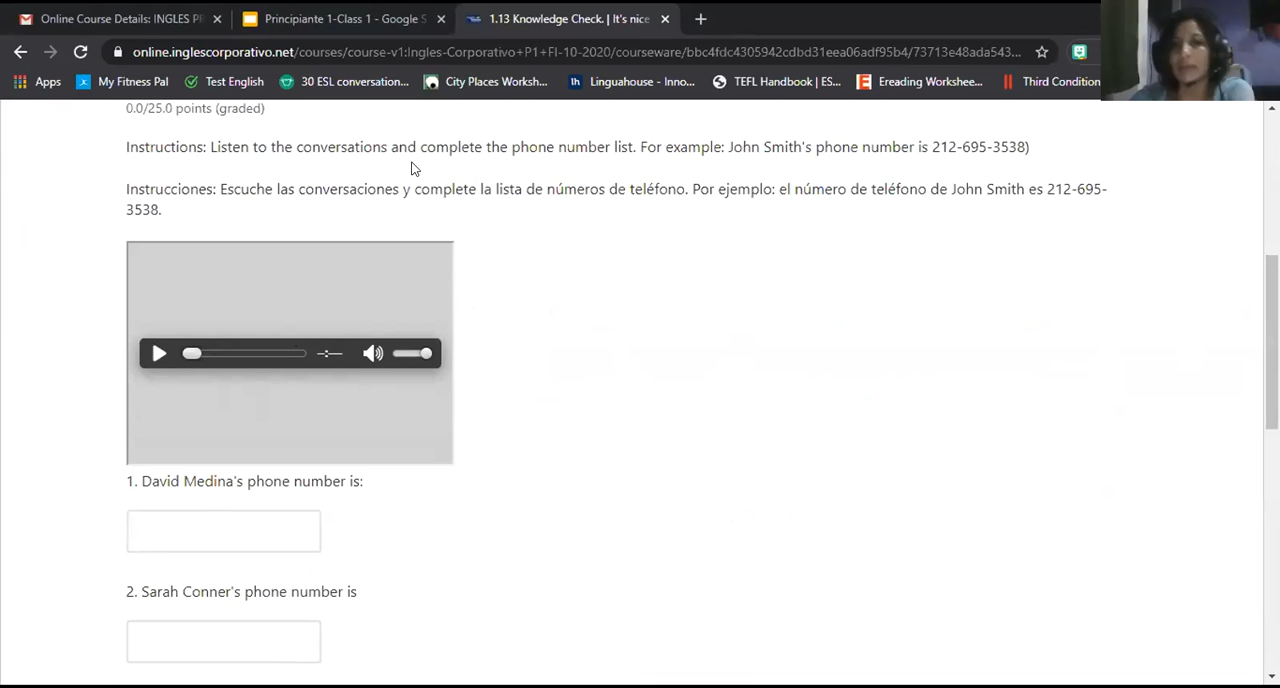 Online Course Details: INGLES PR
Principiante 1-Class 1 - Google S
1.13 Knowledge Check. | It's nice
online.inglescorporativo.net/courses/course-v1:Ingles-Corporativo+P1+FI-10-2020/courseware/bbc4fdc4305942cdbd31eea06adf95b4/73713e48ada543...
Apps
My Fitness Pal
Test English
30 ESL conversation...
City Places Worksh...
Linguahouse - Inno...
TEFL Handbook | ES...
Ereading Workshee...
Third Condition
0.0/25.0 points (graded)
Instructions: Listen to the conversations and complete the phone number list. For example: John Smith's phone number is 212-695-3538)
Instrucciones: Escuche las conversaciones y complete la lista de números de teléfono. Por ejemplo: el número de teléfono de John Smith es 212-695-
3538.
1. David Medina's phone number is:
2. Sarah Conner's phone number is